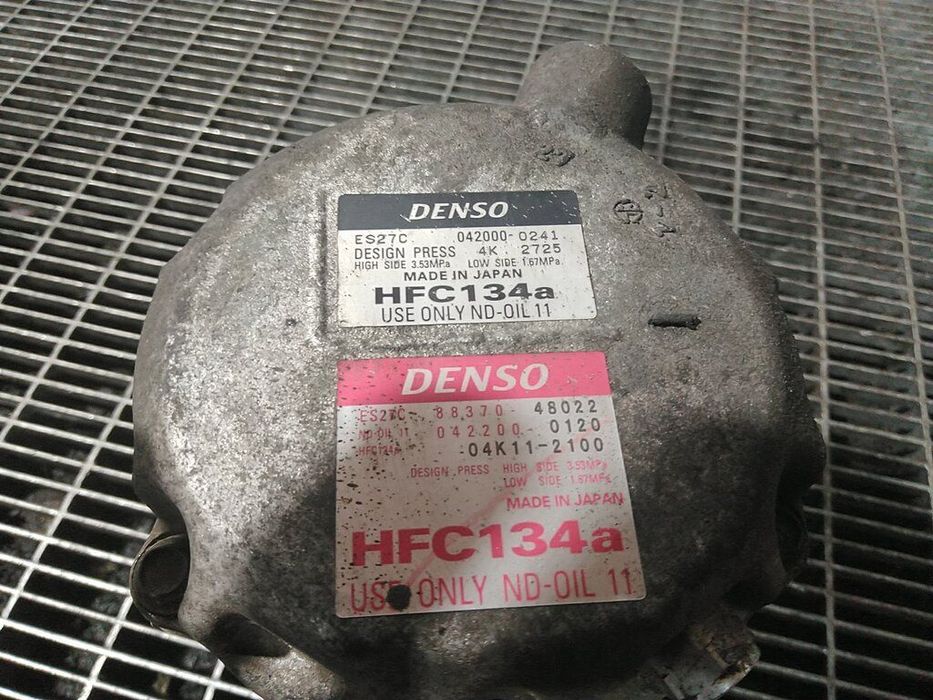 DENSO
ES27C 042000-0241
DESIGN PRESS 4K 2725
HIGH SIDE 3.53MPa LOW SIDE 1.67MPa
MADE IN JAPAN
HFC134a
USE ONLY ND-OIL 11
DENSO
ES27C- 88370-48022
ND-OIL 11 042200-0120
HFC134a 04K11-2100
DESIGN PRESS HIGH SIDE 3.53MPa
LOW SIDE 1.67MPa
MADE IN JAPAN
HFC134a
USE ONLY ND-OIL 11